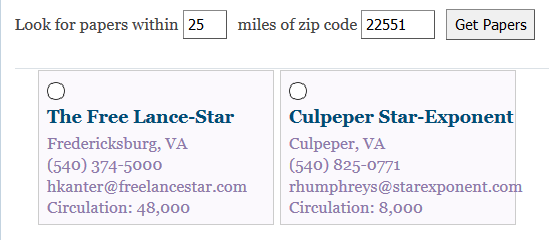 Look for papers within 25 miles of zip code 22551 Get Papers
The Free Lance-Star
Fredericksburg, VA
(540) 374-5000
hkanter@freelancestar.com
Circulation: 48,000
Culpeper Star-Exponent
Culpeper, VA
(540) 825-0771
rhumphreys@starexponent.com
Circulation: 8,000